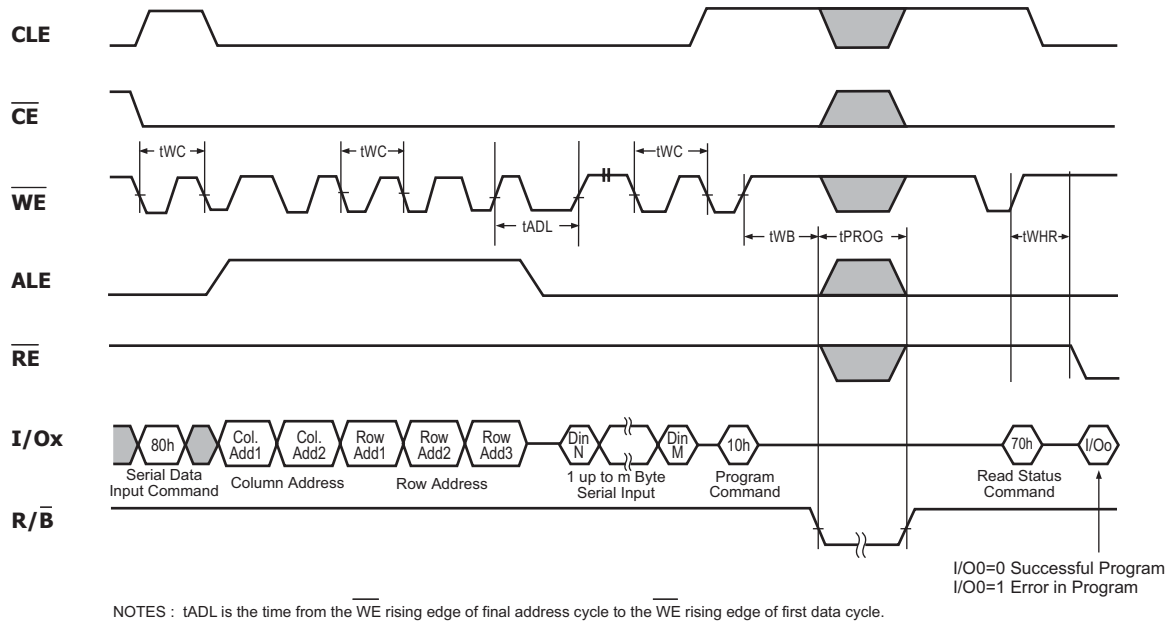 CLE
CE
tWC
tWC
tWC
WE
tADL
tWB
tPROG
tWHR
ALE
RE
I/Ox
80h
Col. Add1
Col. Add2
Row Add1
Row Add2
Row Add3
Din N
Din M
10h
70h
I/Oo
Serial Data
Input Command
Column Address
Row Address
1 up to m Byte
Serial Input
Program
Command
Read Status
Command
R/B
I/O0=0 Successful Program
I/O0=1 Error in Program
NOTES : tADL is the time from the WE rising edge of final address cycle to the WE rising edge of first data cycle.